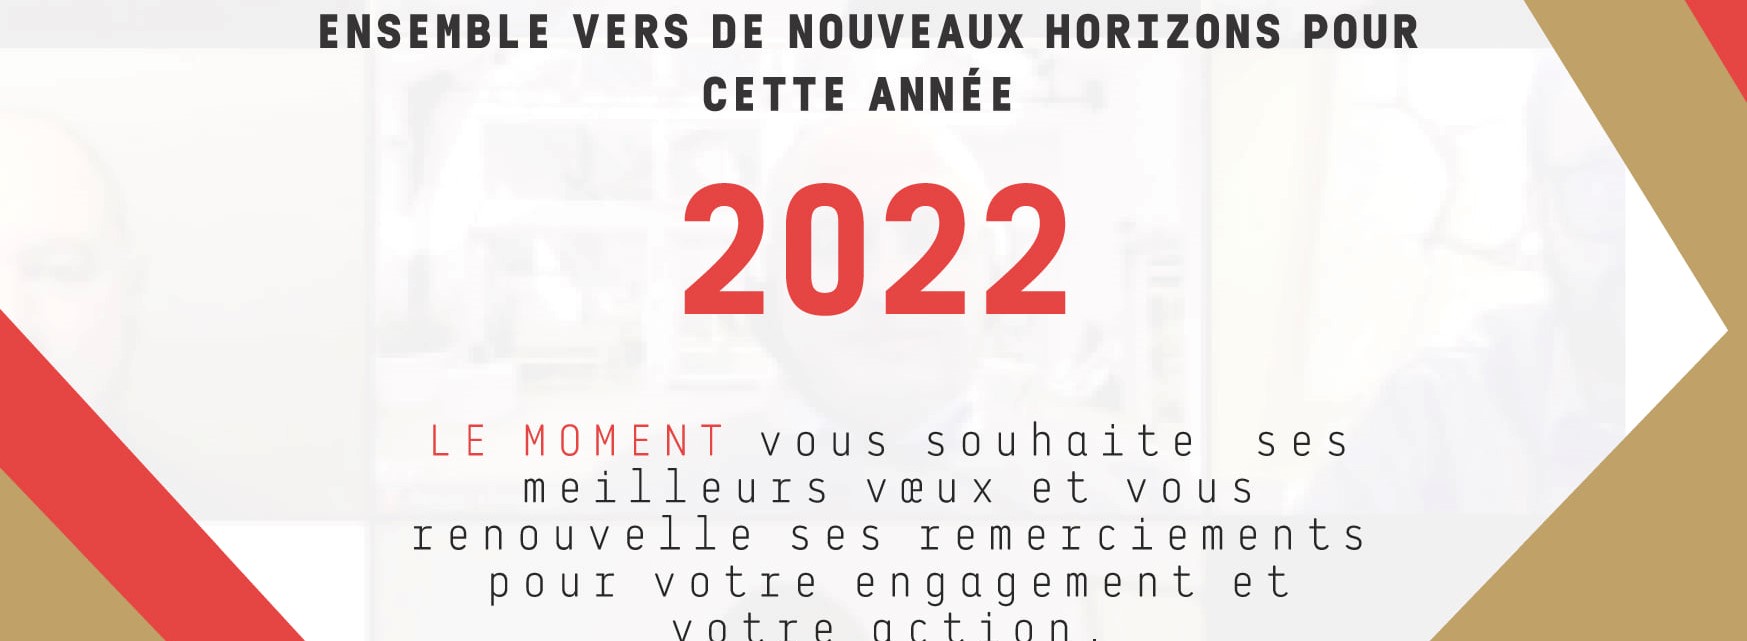 ENSEMBLE VERS DE NOUVEAUX HORIZONS POUR
CETTE ANNÉE
2022
LE MOMENT vous souhaite ses
meilleurs vœux et vous
renouvelle ses remerciements
pour votre engagement et
votre action.